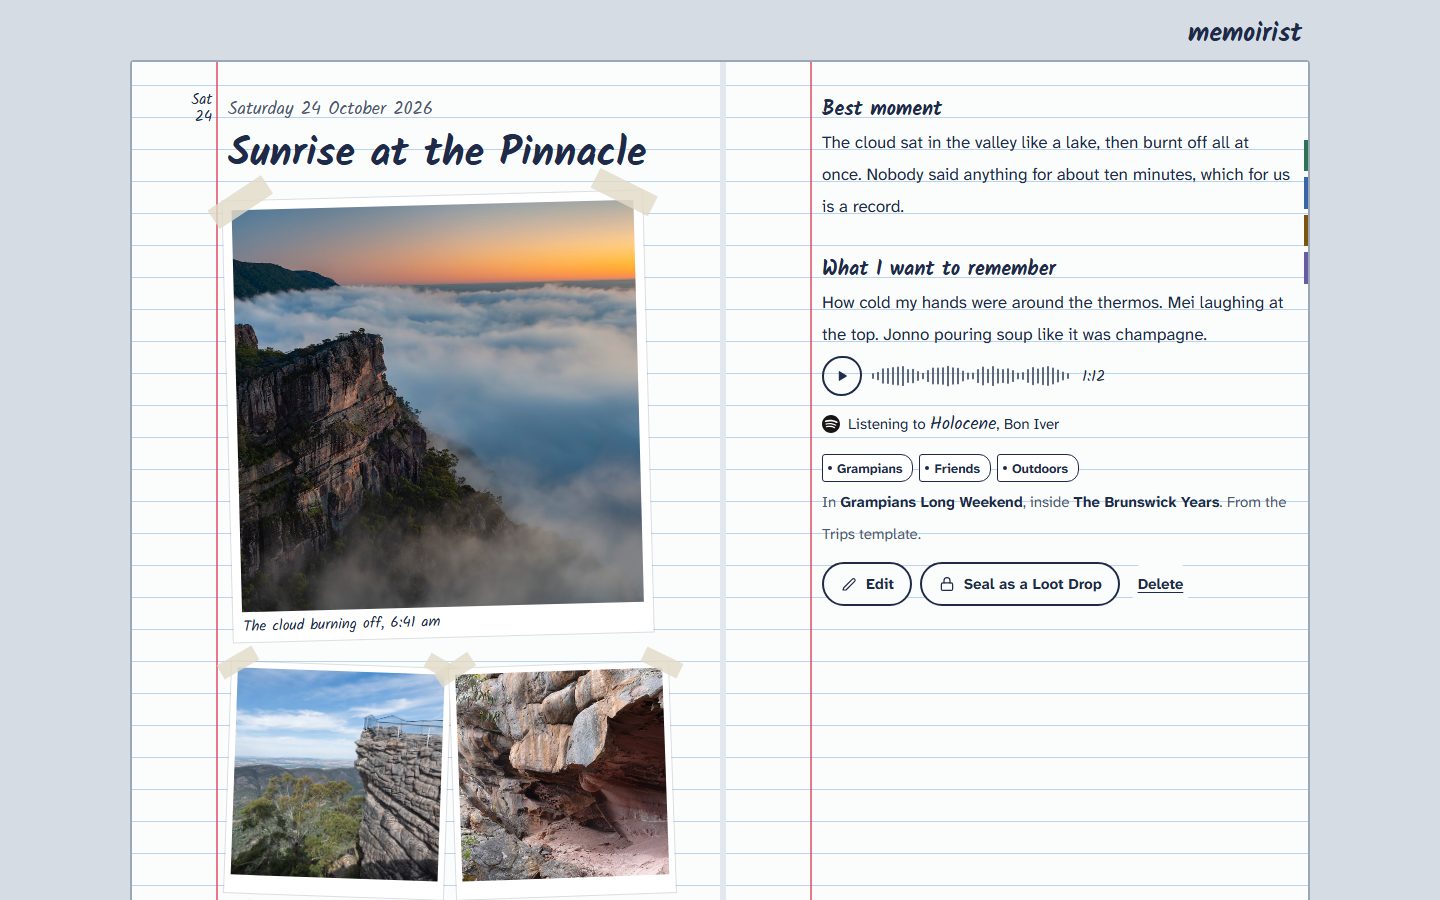 memoirist
Sat
24
Saturday 24 October 2026
Sunrise at the Pinnacle
The cloud burning off, 6:41 am
Best moment
The cloud sat in the valley like a lake, then burnt off all at
once. Nobody said anything for about ten minutes, which for us
is a record.
What I want to remember
How cold my hands were around the thermos. Mei laughing at
the top. Jonno pouring soup like it was champagne.
1:12
Listening to Holocene, Bon Iver
• Grampians • Friends • Outdoors
In Grampians Long Weekend, inside The Brunswick Years. From the
Trips template.
Edit Seal as a Loot Drop Delete